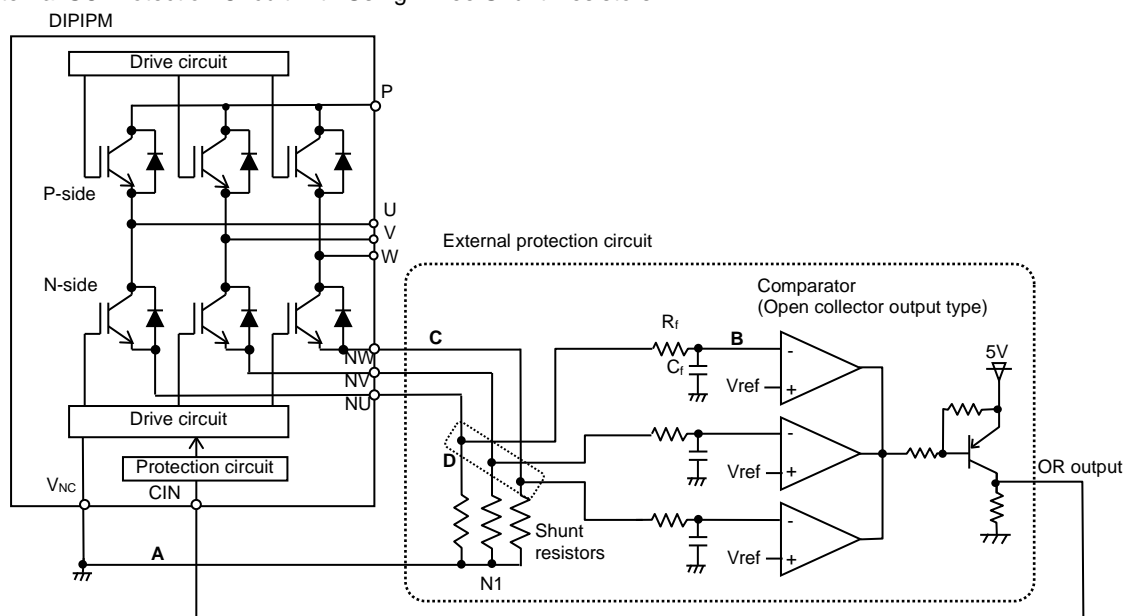 DIPIPM
Drive circuit
P
P-side
U
V
W
N-side
External protection circuit
Comparator
(Open collector output type)
Rf
C
B
5V
NW
Cf
Vref
-
+
NV
NU
Drive circuit
D
-
Vref
+
OR output
Protection circuit
VNC
CIN
Shunt
resistors
-
Vref
+
A
N1